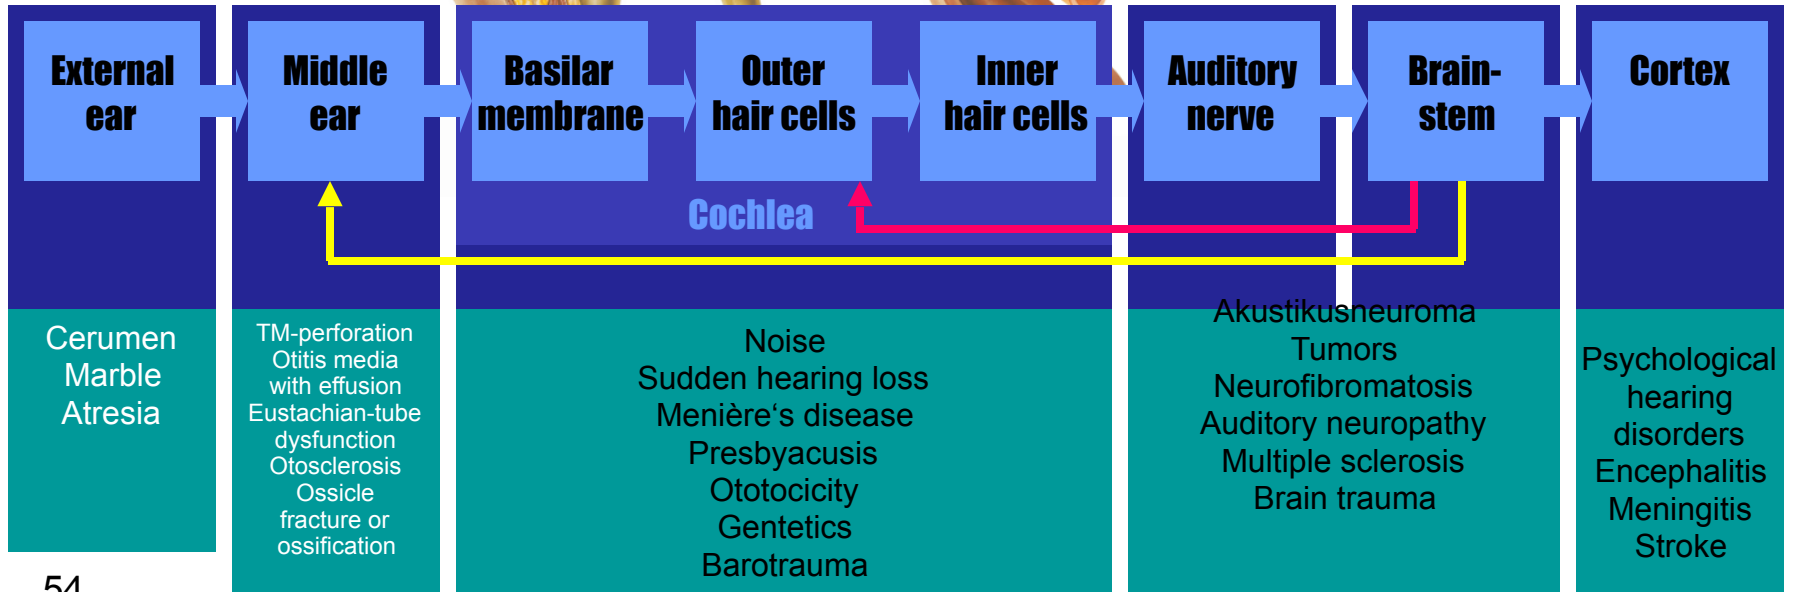 External
ear
Middle
ear
Basilar
membrane
Outer
hair cells
Inner
hair cells
Auditory
nerve
Brain-
stem
Cortex
Cochlea
Cerumen
Marble
Atresia
TM-perforation
Otitis media
with effusion
Eustachian-tube
dysfunction
Otosclerosis
Ossicle
fracture or
ossification
Noise
Sudden hearing loss
Menière‘s disease
Presbyacusis
Ototocicity
Gentetics
Barotrauma
Akustikusneuroma
Tumors
Neurofibromatosis
Auditory neuropathy
Multiple sclerosis
Brain trauma
Psychological
hearing
disorders
Encephalitis
Meningitis
Stroke
54